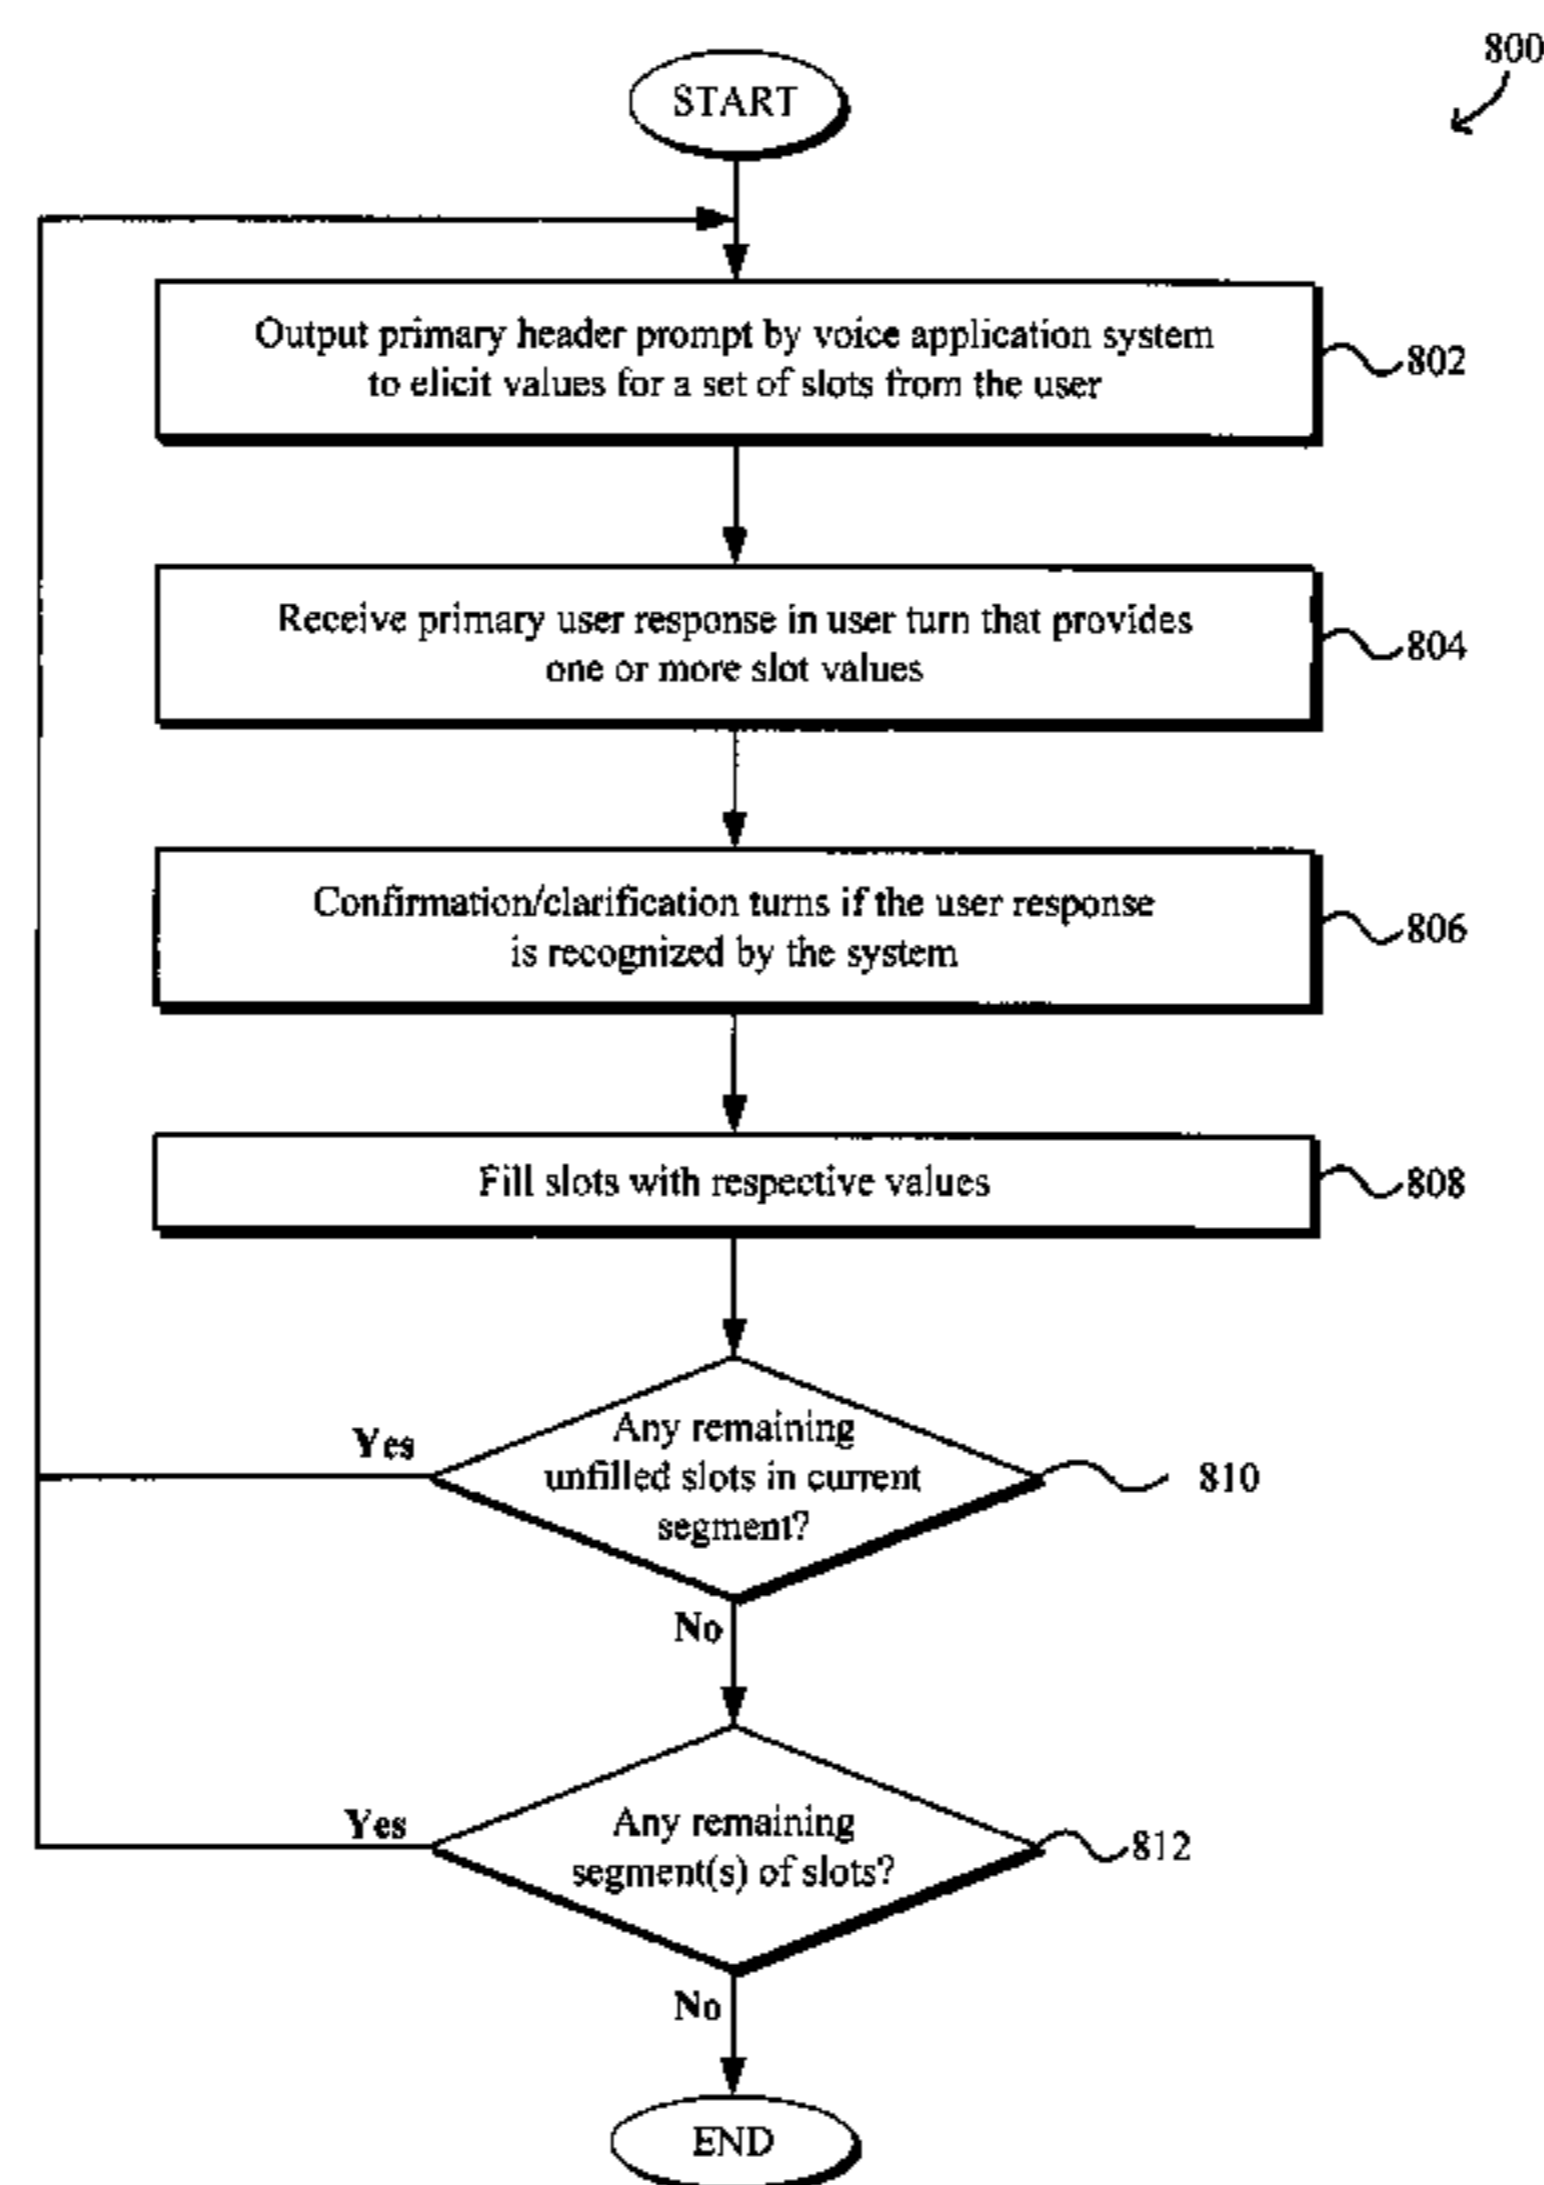 800
START
Output primary header prompt by voice application system
to elicit values for a set of slots from the user
802
Receive primary user response in user turn that provides
one or more slot values
804
Confirmation/clarification turns if the user response
is recognized by the system
806
Fill slots with respective values
808
Yes
Any remaining
unfilled slots in current
segment?
810
No
Yes
Any remaining
segment(s) of slots?
812
No
END